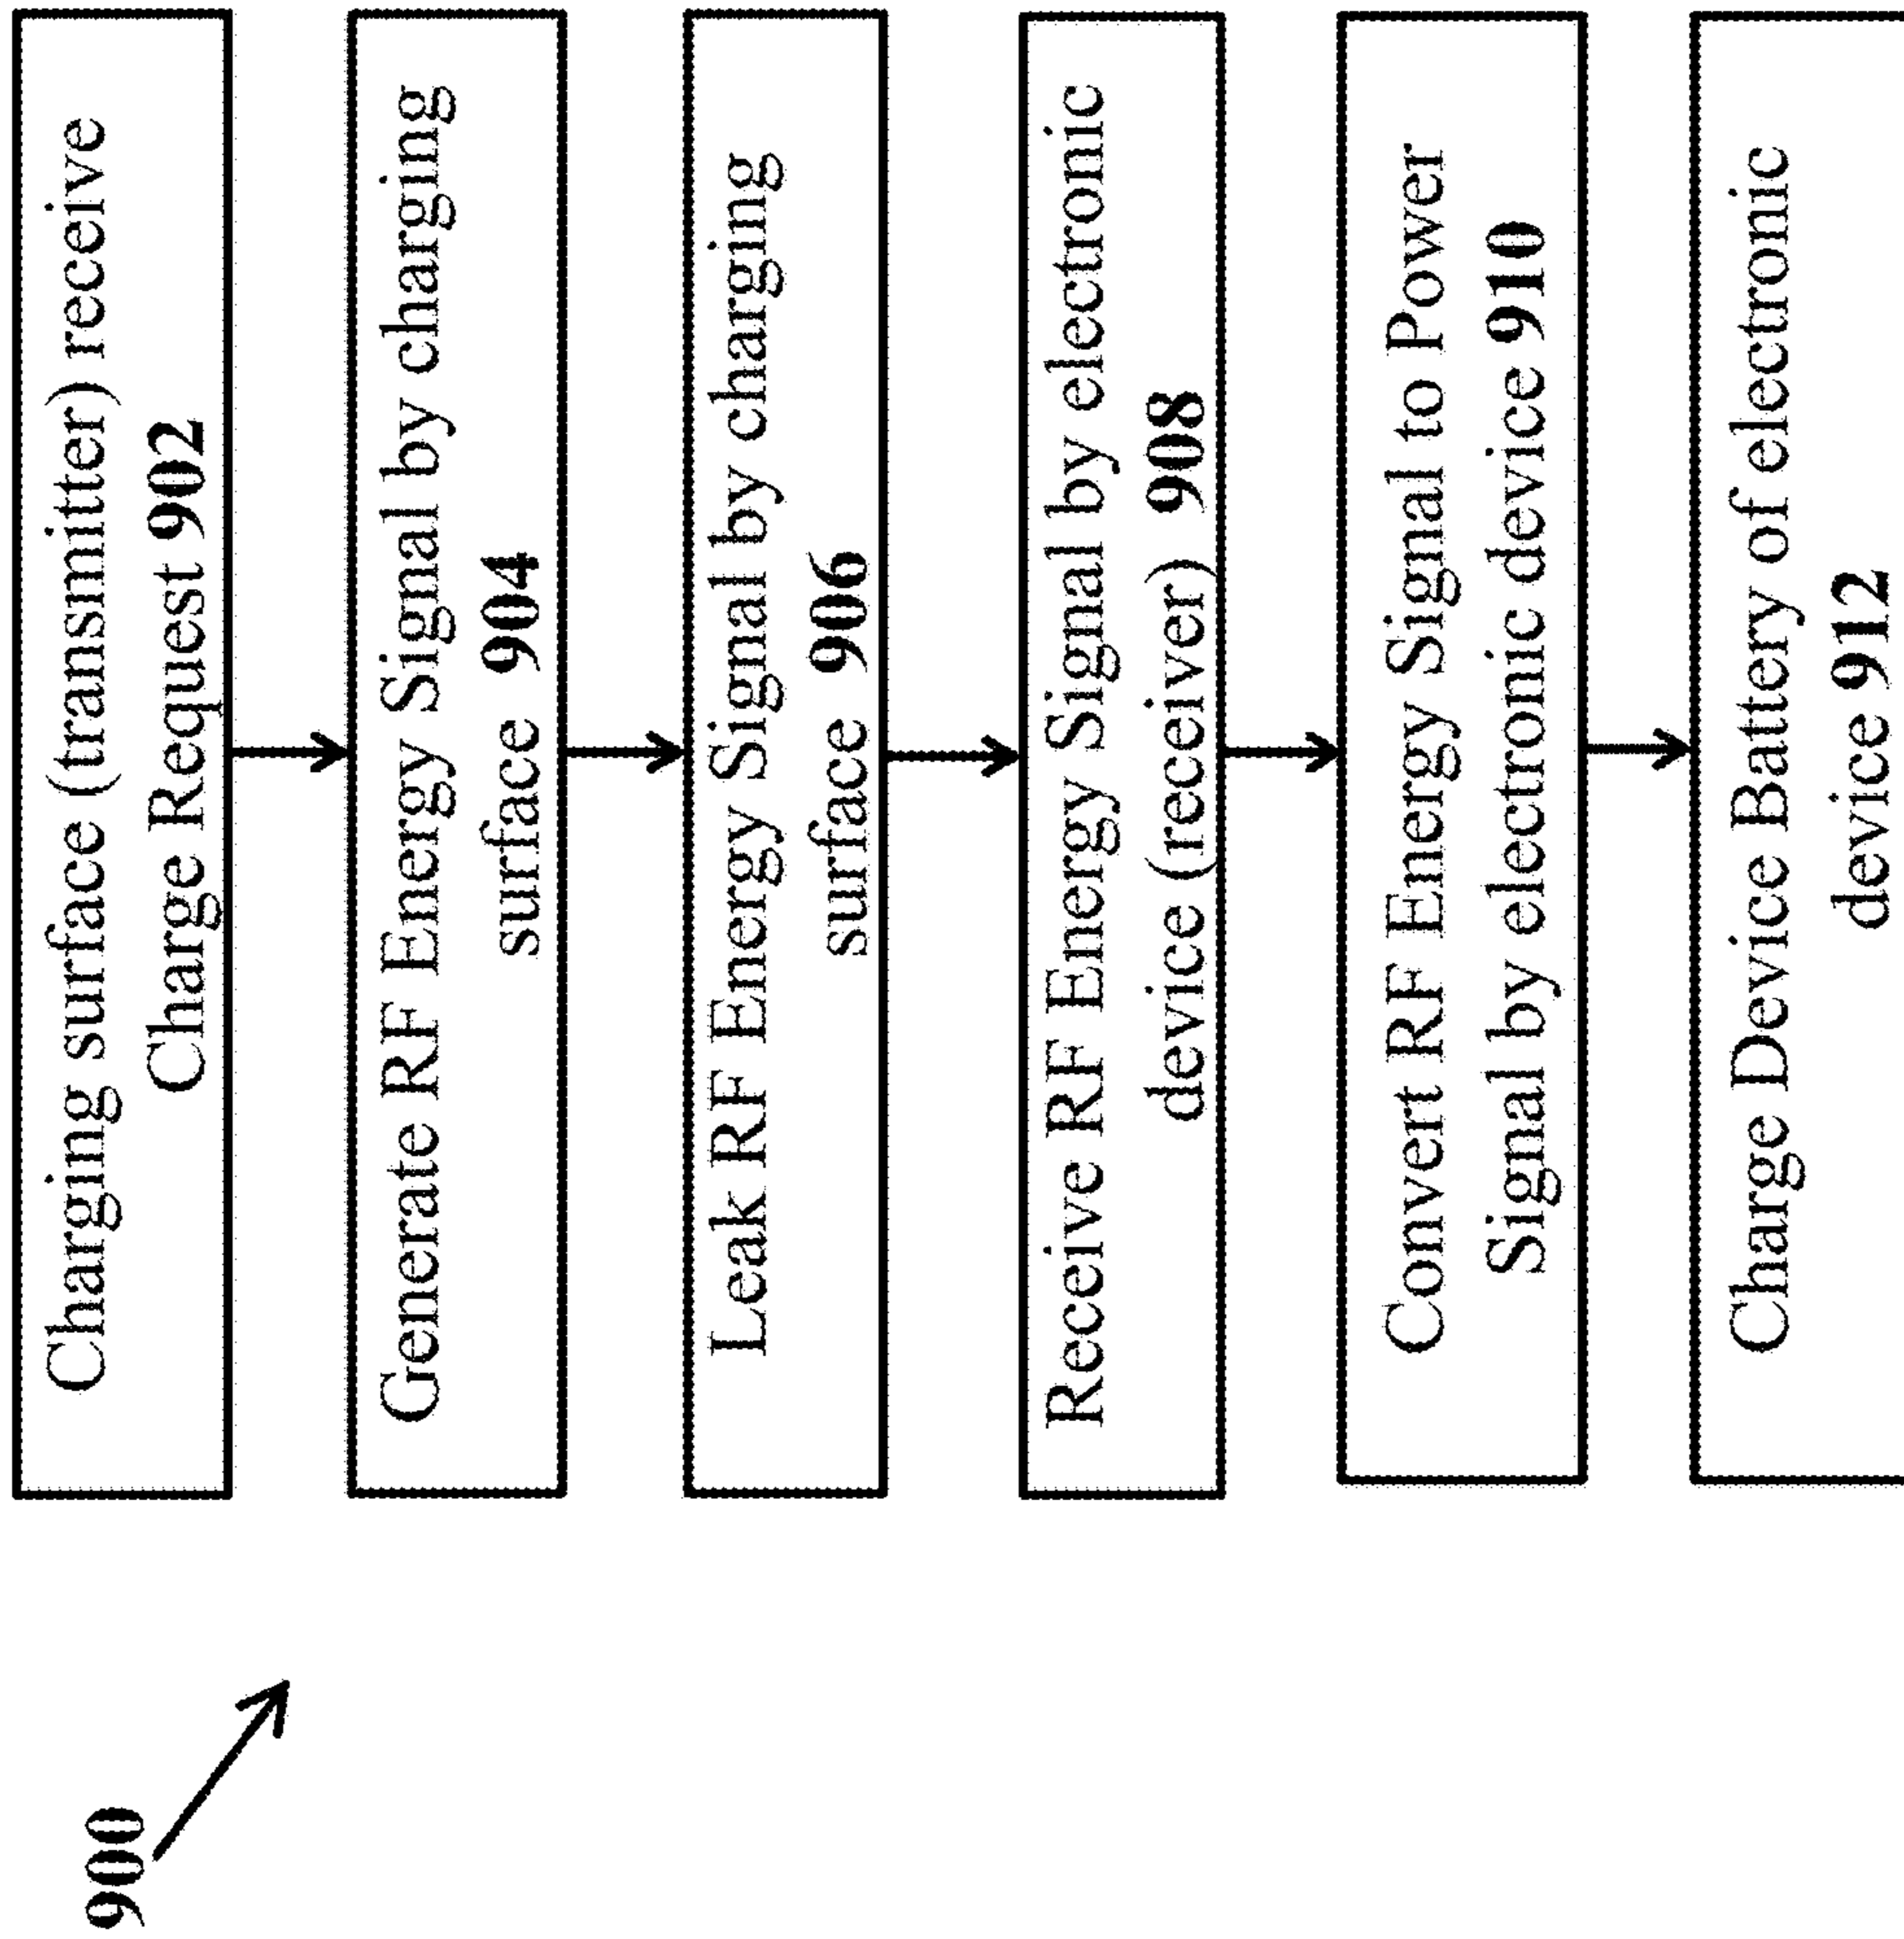 900
Charging surface (transmitter) receive
Charge Request 902
Generate RF Energy Signal by charging
surface 904
Leak RF Energy Signal by charging
surface 906
Receive RF Energy Signal by electronic
device (receiver) 908
Convert RF Energy Signal to Power
Signal by electronic device 910
Charge Device Battery of electronic
device 912